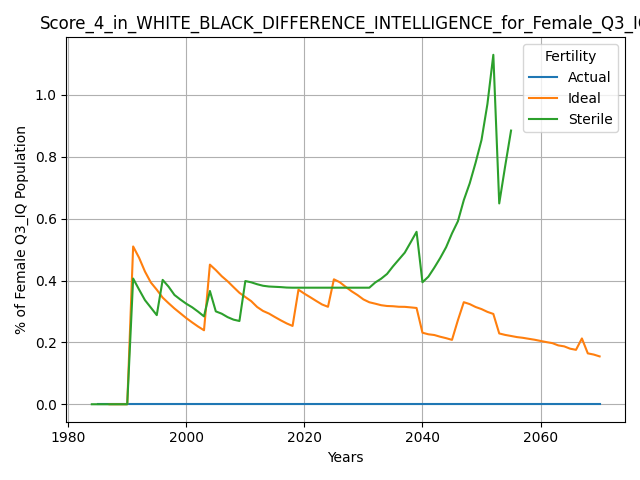 Score_4_in_WHITE_BLACK_DIFFERENCE_INTELLIGENCE_for_Female_Q3_IQ
Fertility
Actual
Ideal
Sterile
% of Female Q3_IQ Population
1.0
0.8
0.6
0.4
0.2
0.0
1980 2000 2020 2040 2060
Years